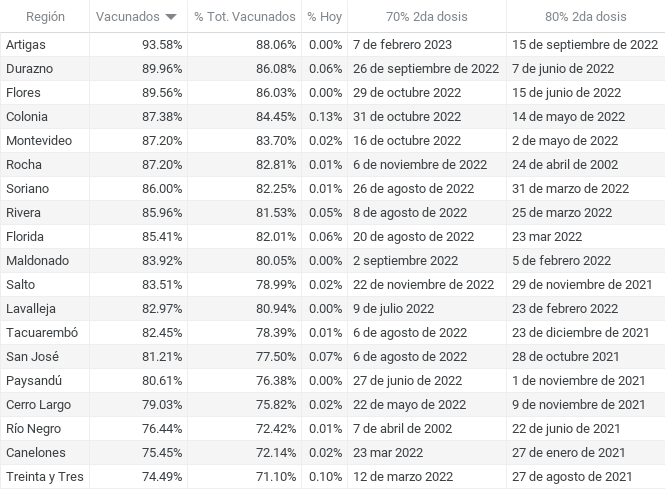 Región Vacunados % Tot. Vacunados % Hoy 70% 2da dosis 80% 2da dosis
Artigas 93.58% 88.06% 0.00% 7 de febrero 2023 15 de septiembre de 2022
Durazno 89.96% 86.08% 0.06% 26 de septiembre de 2022 7 de junio de 2022
Flores 89.56% 86.03% 0.00% 29 de octubre 2022 15 de junio de 2022
Colonia 87.38% 84.45% 0.13% 31 de octubre 2022 14 de mayo de 2022
Montevideo 87.20% 83.70% 0.02% 16 de octubre 2022 2 de mayo de 2022
Rocha 87.20% 82.81% 0.01% 6 de noviembre de 2022 24 de abril de 2002
Soriano 86.00% 82.25% 0.01% 26 de agosto de 2022 31 de marzo de 2022
Rivera 85.96% 81.53% 0.05% 8 de agosto de 2022 25 de marzo 2022
Florida 85.41% 82.01% 0.06% 20 de agosto de 2022 23 mar 2022
Maldonado 83.92% 80.05% 0.00% 2 septiembre 2022 5 de febrero 2022
Salto 83.51% 78.99% 0.02% 22 de noviembre de 2022 29 de noviembre de 2021
Lavalleja 82.97% 80.94% 0.00% 9 de julio 2022 23 de febrero 2022
Tacuarembó 82.45% 78.39% 0.01% 6 de agosto de 2022 23 de diciembre de 2021
San José 81.21% 77.50% 0.07% 6 de agosto de 2022 28 de octubre 2021
Paysandú 80.61% 76.38% 0.00% 27 de junio de 2022 1 de noviembre de 2021
Cerro Largo 79.03% 75.82% 0.02% 22 de mayo de 2022 9 de noviembre de 2021
Río Negro 76.44% 72.42% 0.01% 7 de abril de 2002 22 de junio de 2021
Canelones 75.45% 72.14% 0.02% 23 mar 2022 27 de enero de 2021
Treinta y Tres 74.49% 71.10% 0.10% 12 de marzo 2022 27 de agosto de 2021